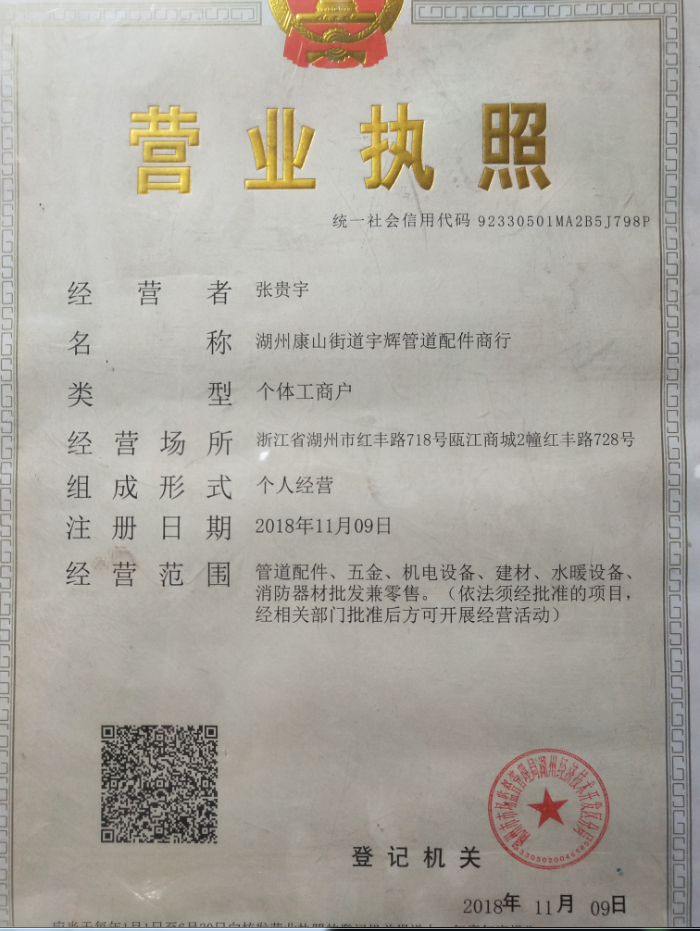 营业执照
统一社会信用代码 92330501MA2B5J798P
经营者 张贵宇
名称 湖州康山街道宇辉管道配件商行
类型 个体工商户
经营场所 浙江省湖州市红丰路718号瓯江商城2幢红丰路728号
组成形式 个人经营
注册日期 2018年11月09日
经营范围 管道配件、五金、机电设备、建材、水暖设备、
消防器材批发兼零售。（依法须经批准的项目，
经相关部门批准后方可开展经营活动）
登记机关
2018年 11月 09日